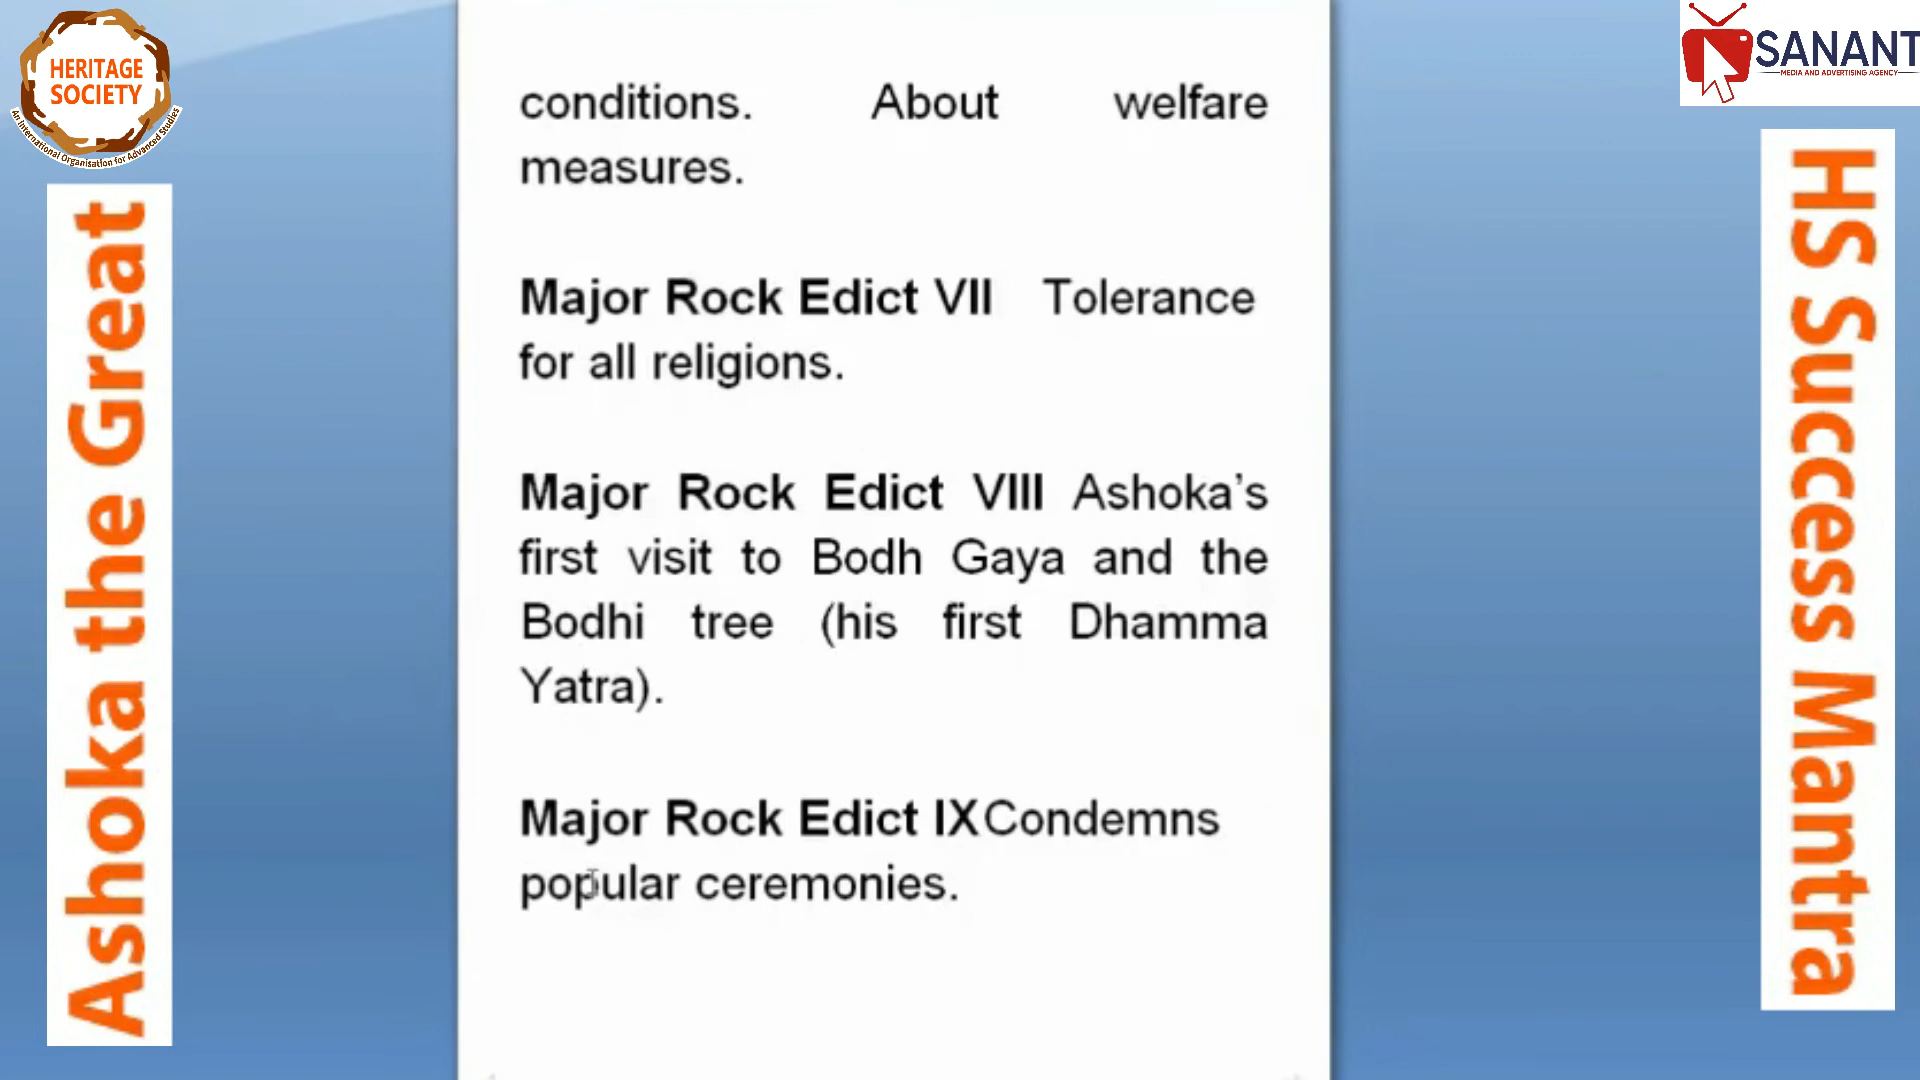 HERITAGE
SOCIETY
An International Organisation for Advanced Studies
SANANT
MEDIA AND ADVERTISING AGENCY
Ashoka the Great
conditions. About welfare
measures.
Major Rock Edict VII Tolerance
for all religions.
Major Rock Edict VIII Ashoka's
first visit to Bodh Gaya and the
Bodhi tree (his first Dhamma
Yatra).
Major Rock Edict IXCondemns
popular ceremonies.
HS Success Mantra